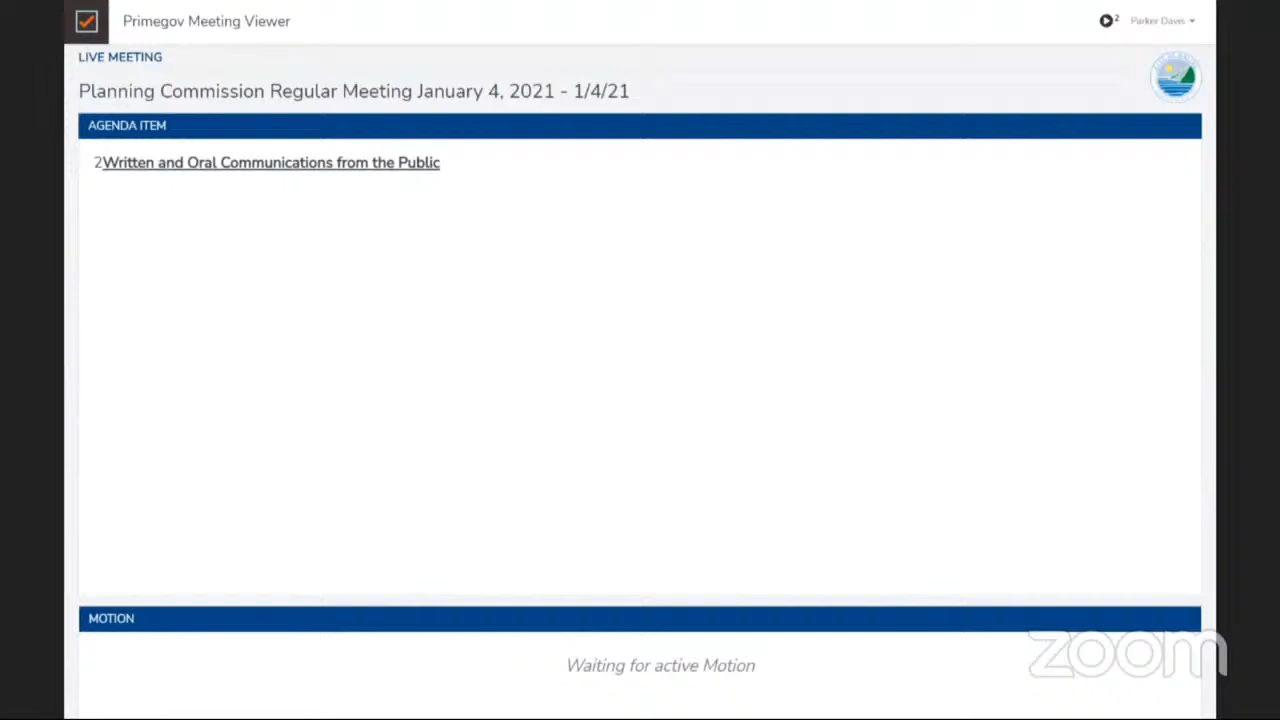 Primegov Meeting Viewer
2 Parker Davis
LIVE MEETING
Planning Commission Regular Meeting January 4, 2021 - 1/4/21
AGENDA ITEM
2Written and Oral Communications from the Public
MOTION
Waiting for active Motion
zoom